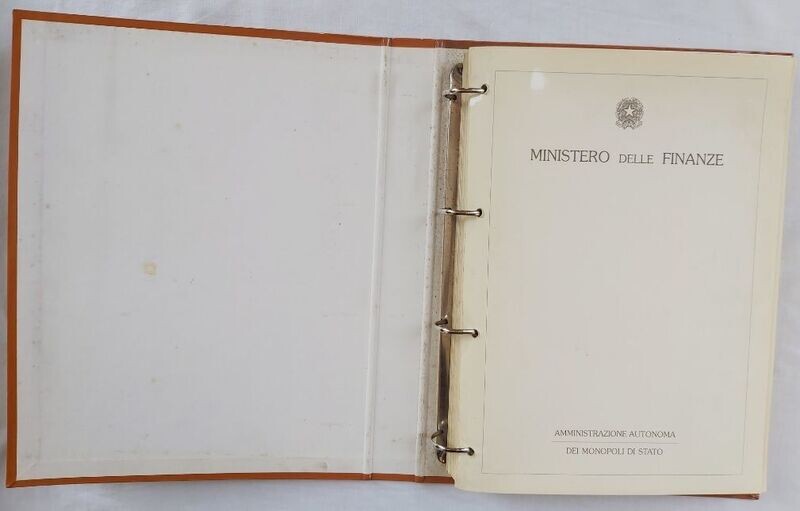 MINISTERO DELLE FINANZE
AMMINISTRAZIONE AUTONOMA
DEI MONOPOLI DI STATO